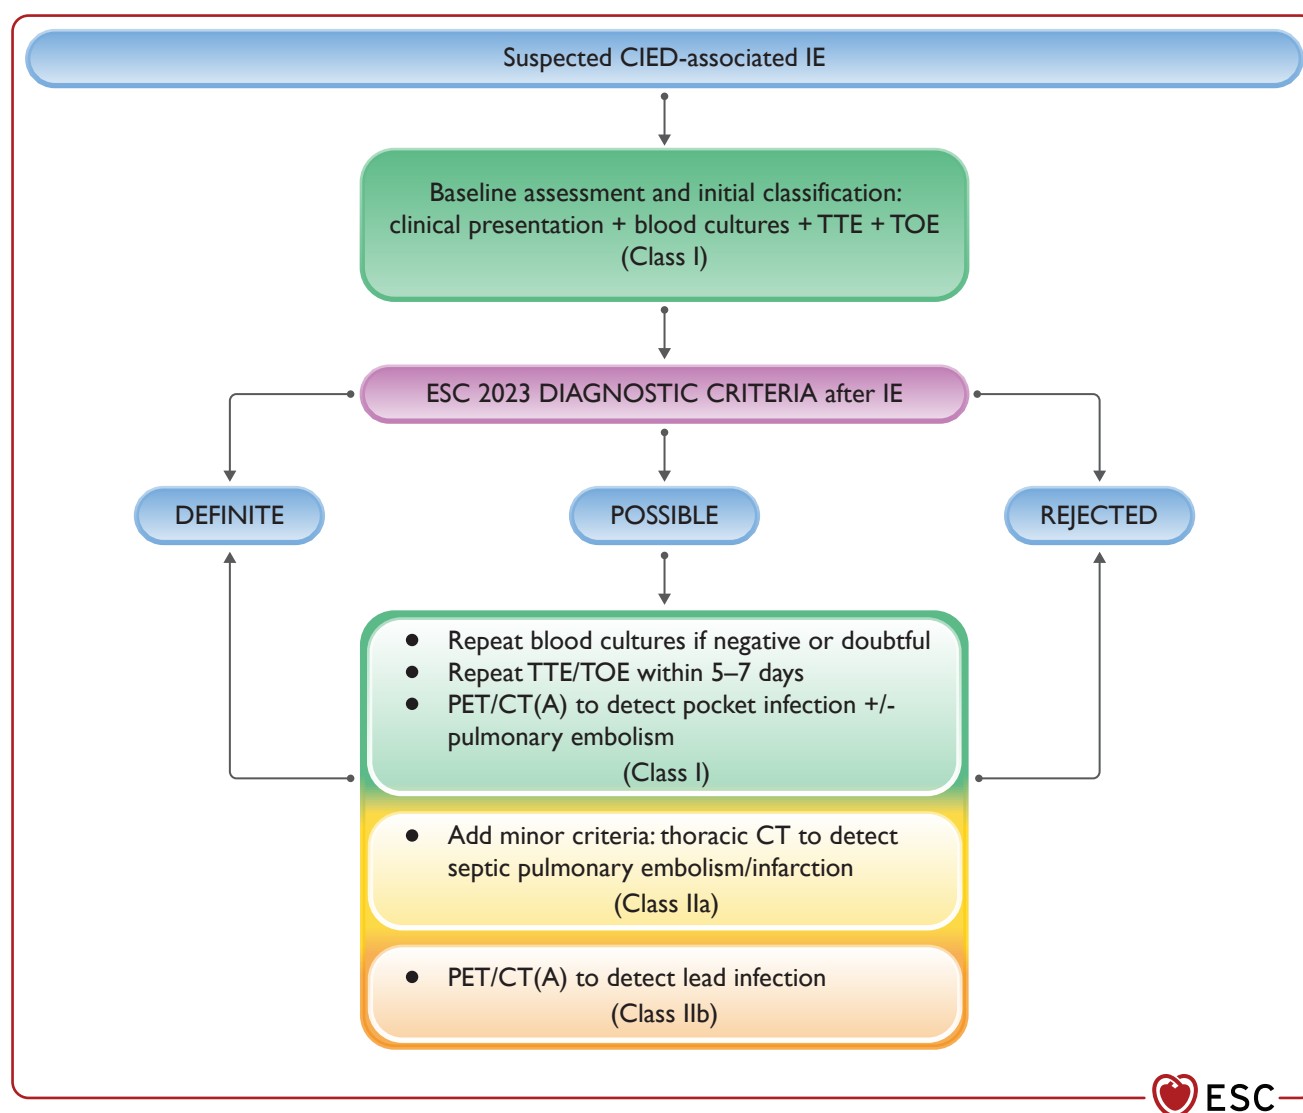 Suspected CIED-associated IE
Baseline assessment and initial classification:
clinical presentation + blood cultures + TTE + TOE
(Class I)
ESC 2023 DIAGNOSTIC CRITERIA after IE
DEFINITE
POSSIBLE
REJECTED
● Repeat blood cultures if negative or doubtful
● Repeat TTE/TOE within 5–7 days
● PET/CT(A) to detect pocket infection +/-
pulmonary embolism
(Class I)
● Add minor criteria: thoracic CT to detect
septic pulmonary embolism/infarction
(Class IIa)
● PET/CT(A) to detect lead infection
(Class IIb)
ESC